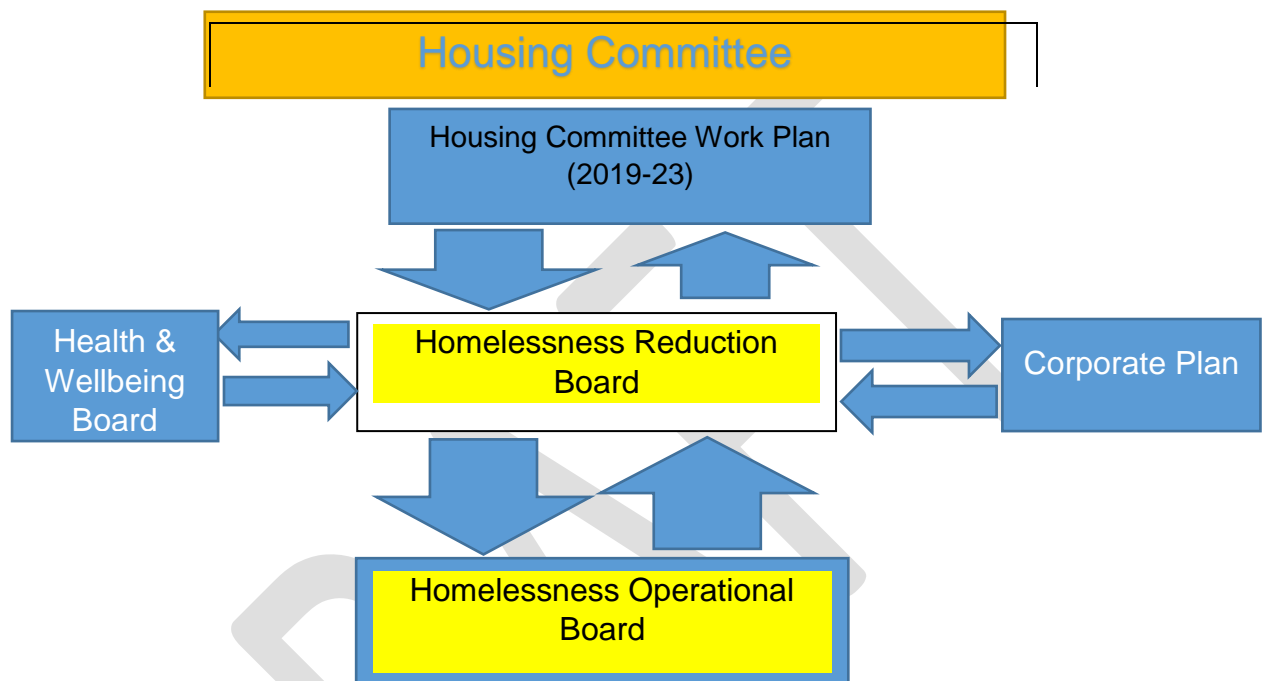 Housing Committee
Housing Committee Work Plan
(2019-23)
Health &
Wellbeing
Board
Homelessness Reduction
Board
Corporate Plan
Homelessness Operational
Board